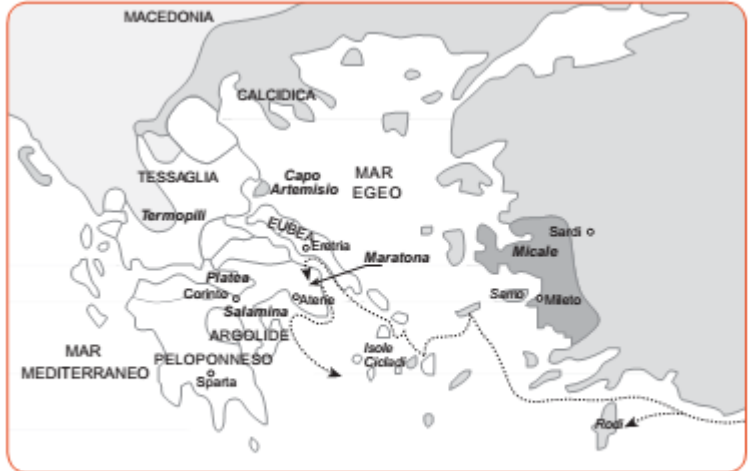 MACEDONIA
CALCIDICA
TESSAGLIA
Capo
Artemisio
MAR
EGEO
Termopili
EUBEA
Eretria
Maratona
Sardi
Micale
Platea
Corinto
Atene
Salamina
Samo
Mileto
ARGOLIDE
MAR
MEDITERRANEO
PELOPONNESO
Sparta
Isole
Cicladi
Rodi